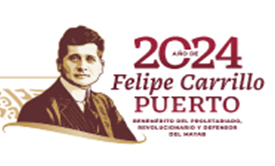 2024
AÑO DE
Felipe Carrillo
PUERTO
BENEMÉRITO DEL PROLETARIADO,
REVOLUCIONARIO Y DEFENSOR
DEL MAYAB